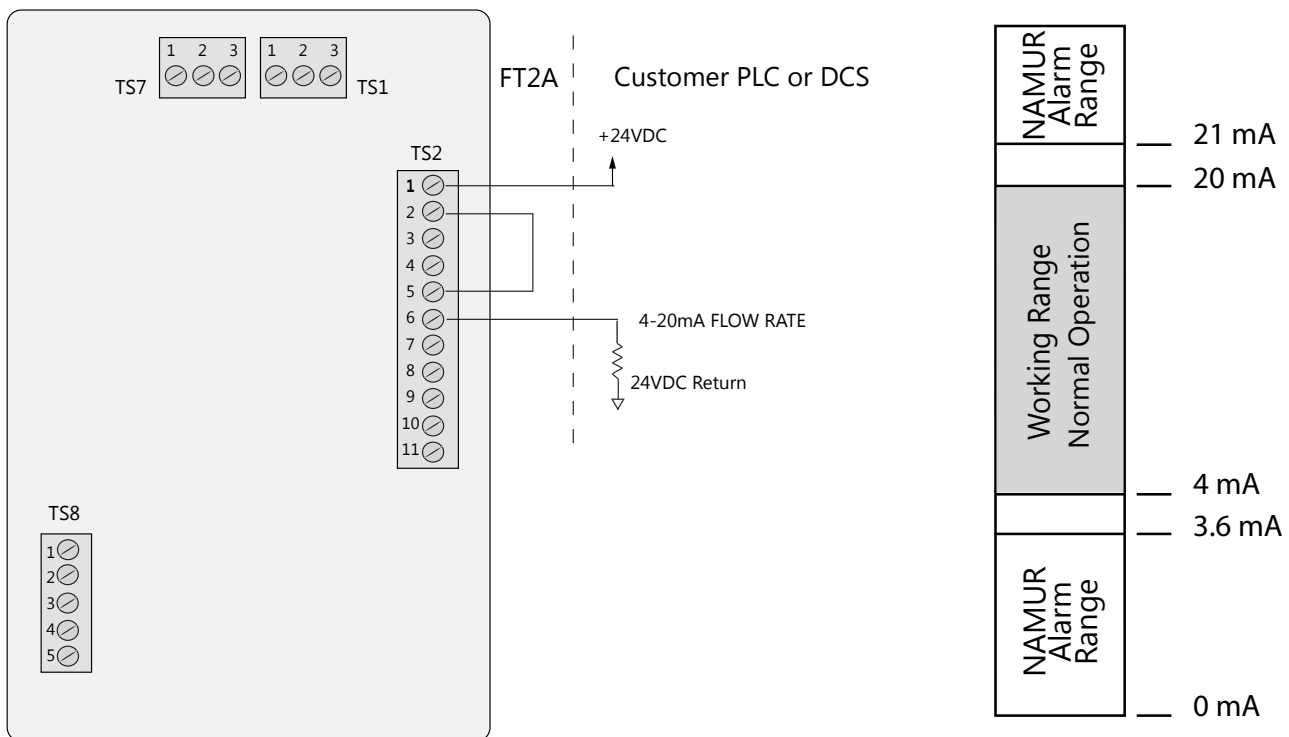 1 2 3
1 2 3
TS7
TS1
FT2A
Customer PLC or DCS
+24VDC
TS2
1
2
3
4
5
6
7
8
9
10
11
4-20mA FLOW RATE
24VDC Return
TS8
1
2
3
4
5
NAMUR
Alarm
Range
21 mA
20 mA
Working Range
Normal Operation
4 mA
3.6 mA
NAMUR
Alarm
Range
0 mA